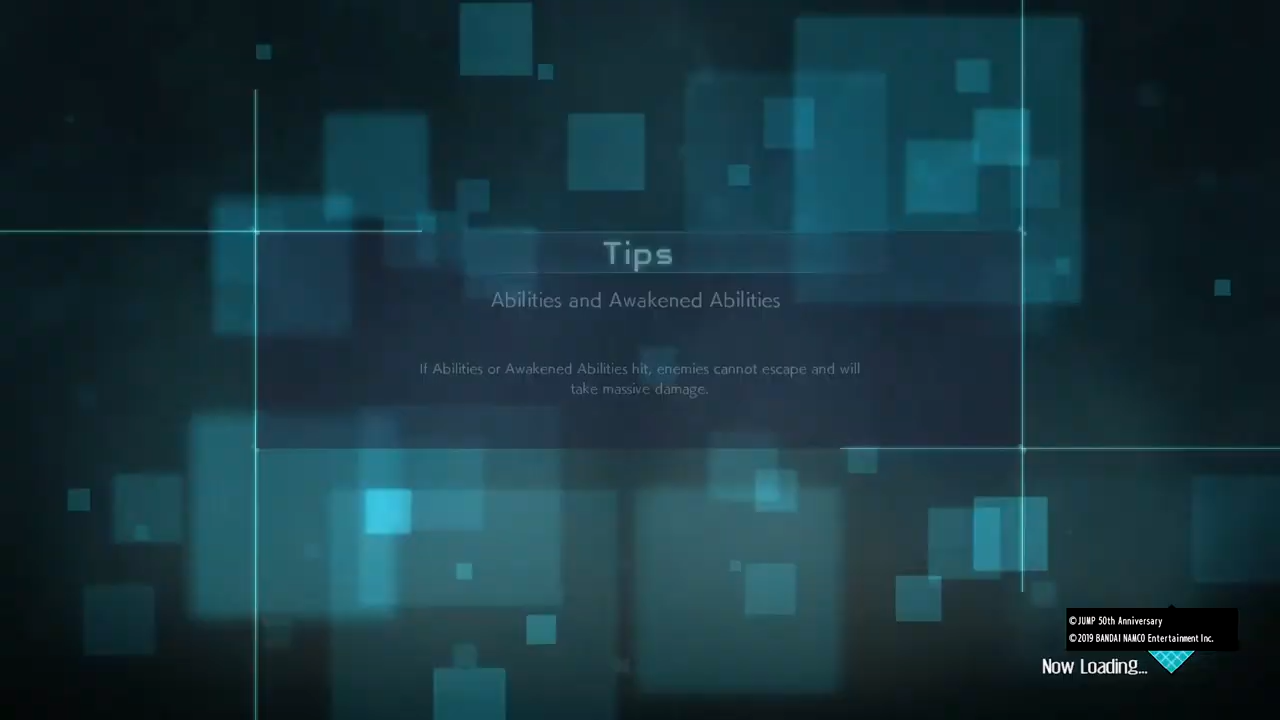 Tips
Abilities and Awakened Abilities
If Abilities or Awakened Abilities hit, enemies cannot escape and will
take massive damage.
©JUMP 50th Anniversary
©2019 BANDAI NAMCO Entertainment Inc.
Now Loading...